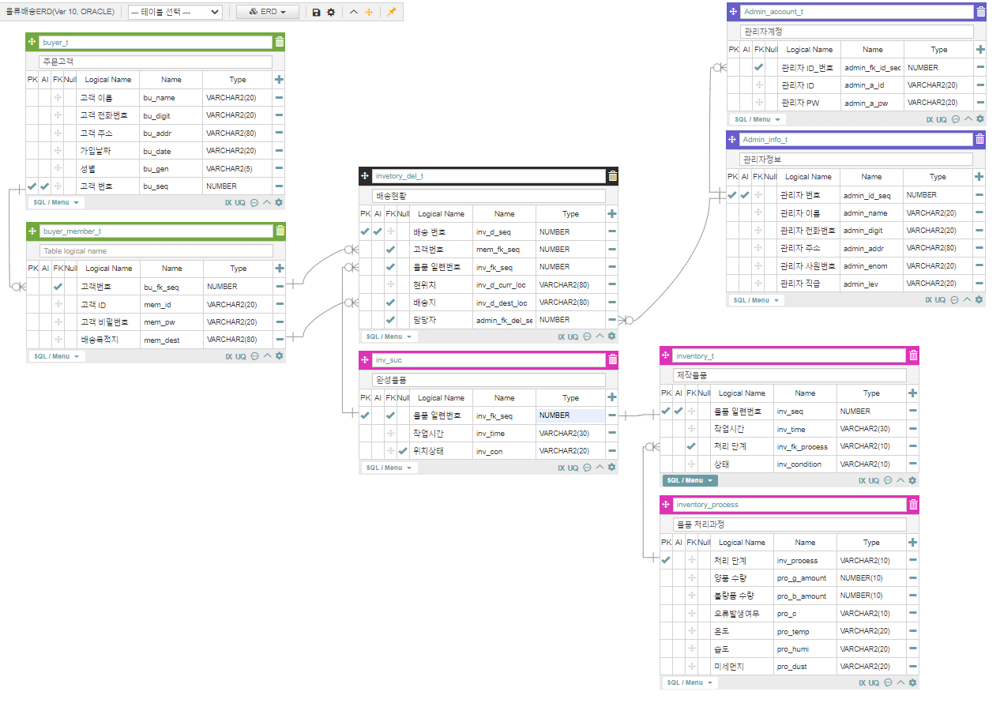 물류배송ERD(Ver 10, ORACLE) --- 테이블 선택 --- ERD
buyer_t
주문고객
PK AI FK Null Logical Name Name Type
고객 이름 bu_name VARCHAR2(20)
고객 전화번호 bu_digit VARCHAR2(20)
고객 주소 bu_addr VARCHAR2(80)
가입날짜 bu_date VARCHAR2(20)
성별 bu_gen VARCHAR2(5)
고객 번호 bu_seq NUMBER
SQL / Menu IX UQ
buyer_member_t
Table logical name
PK AI FK Null Logical Name Name Type
고객번호 bu_fk_seq NUMBER
고객 ID mem_id VARCHAR2(20)
고객 비밀번호 mem_pw VARCHAR2(20)
배송목적지 mem_dest VARCHAR2(80)
SQL / Menu IX UQ
invetory_del_t
배송현황
PK AI FK Null Logical Name Name Type
배송 번호 inv_d_seq NUMBER
고객번호 mem_fk_seq NUMBER
물품 일련번호 inv_fk_seq NUMBER
현위치 inv_d_curr_loc VARCHAR2(80)
배송지 inv_d_dest_loc VARCHAR2(80)
담당자 admin_fk_del_se NUMBER
SQL / Menu IX UQ
inv_suc
완성물품
PK AI FK Null Logical Name Name Type
물품 일련번호 inv_fk_seq NUMBER
작업시간 inv_time VARCHAR2(30)
위치상태 inv_con VARCHAR2(20)
SQL / Menu IX UQ
Admin_account_t
관리자계정
PK AI FK Null Logical Name Name Type
관리자 ID_번호 admin_fk_id_sec NUMBER
관리자 ID admin_a_id VARCHAR2(20)
관리자 PW admin_a_pw VARCHAR2(20)
SQL / Menu IX UQ
Admin_info_t
관리자정보
PK AI FK Null Logical Name Name Type
관리자 번호 admin_id_seq NUMBER
관리자 이름 admin_name VARCHAR2(20)
관리자 전화번호 admin_digit VARCHAR2(20)
관리자 주소 admin_addr VARCHAR2(80)
관리자 사원번호 admin_enom VARCHAR2(20)
관리자 직급 admin_lev VARCHAR2(20)
SQL / Menu IX UQ
inventory_t
제작물품
PK AI FK Null Logical Name Name Type
물품 일련번호 inv_seq NUMBER
작업시간 inv_time VARCHAR2(30)
처리 단계 inv_fk_process VARCHAR2(10)
상태 inv_condition VARCHAR2(10)
SQL / Menu IX UQ
inventory_process
물품 처리과정
PK AI FK Null Logical Name Name Type
처리 단계 inv_process VARCHAR2(10)
양품 수량 pro_g_amount NUMBER(10)
불량품 수량 pro_b_amount NUMBER(10)
오류발생여부 pro_c VARCHAR2(10)
온도 pro_temp VARCHAR2(20)
습도 pro_humi VARCHAR2(20)
미세먼지 pro_dust VARCHAR2(20)
SQL / Menu IX UQ